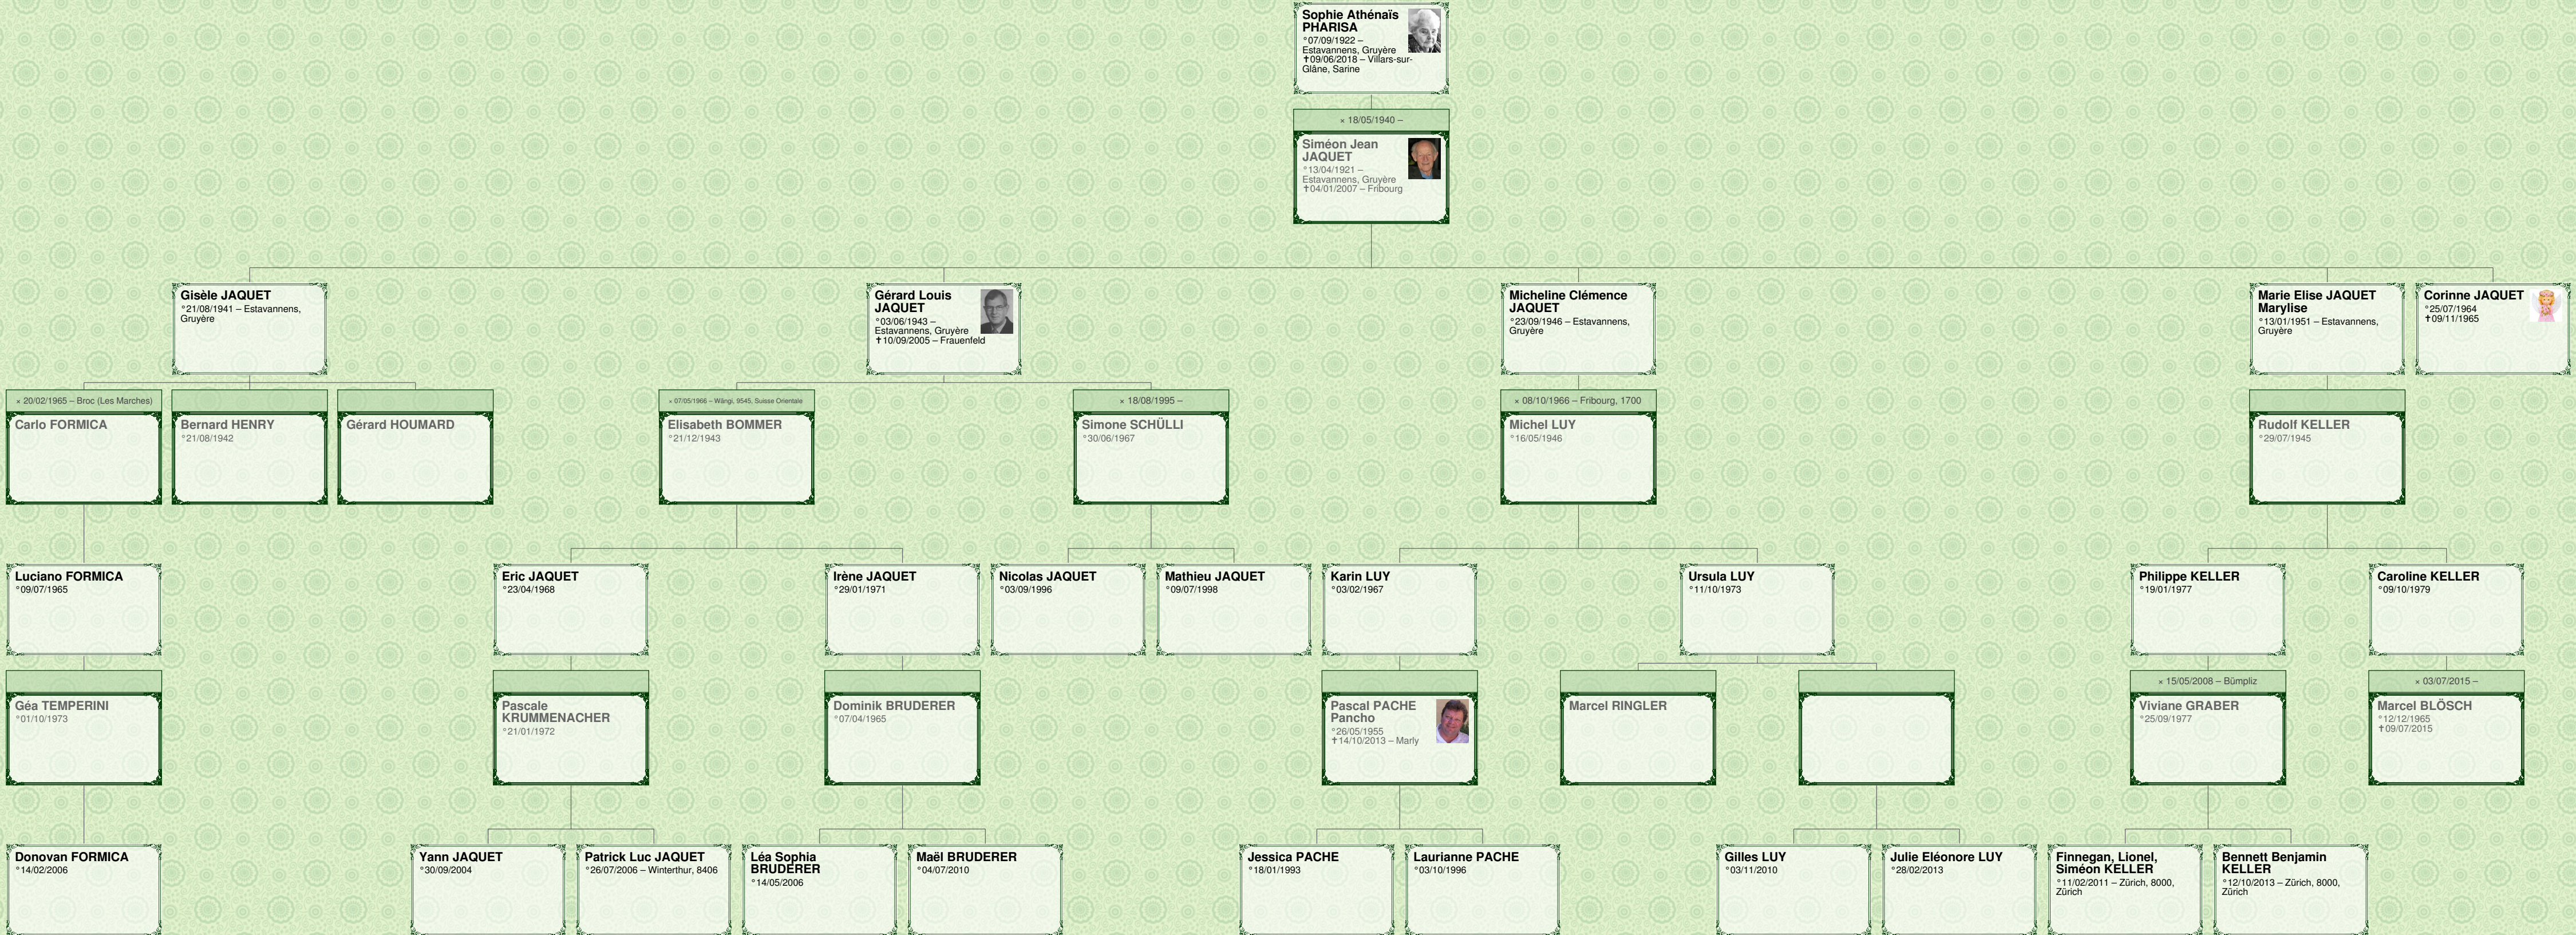 Sophie Athénaïs
PHARISA
°07/09/1922 –
Estavannens, Gruyère
✝09/06/2018 – Villars-sur-
Glâne, Sarine
× 18/05/1940 –
Siméon Jean
JAQUET
°13/04/1921 –
Estavannens, Gruyère
✝04/01/2007 – Fribourg
Gisèle JAQUET
°21/08/1941 – Estavannens,
Gruyère
Gérard Louis
JAQUET
°03/06/1943 –
Estavannens, Gruyère
✝10/09/2005 – Frauenfeld
Micheline Clémence
JAQUET
°23/09/1946 – Estavannens,
Gruyère
Marie Elise JAQUET
Marylise
°13/01/1951 – Estavannens,
Gruyère
Corinne JAQUET
°25/07/1964
✝09/11/1965
× 20/02/1965 – Broc (Les Marches)
Carlo FORMICA
Bernard HENRY
°21/08/1942
Gérard HOUMARD
× 07/05/1966 – Wängi, 9545, Suisse Orientale
Elisabeth BOMMER
°21/12/1943
× 18/08/1995 –
Simone SCHÜLLI
°30/06/1967
× 08/10/1966 – Fribourg, 1700
Michel LUY
°16/05/1946
Rudolf KELLER
°29/07/1945
Luciano FORMICA
°09/07/1965
Eric JAQUET
°23/04/1968
Irène JAQUET
°29/01/1971
Nicolas JAQUET
°03/09/1996
Mathieu JAQUET
°09/07/1998
Karin LUY
°03/02/1967
Ursula LUY
°11/10/1973
Philippe KELLER
°19/01/1977
Caroline KELLER
°09/10/1979
Géa TEMPERINI
°01/10/1973
Pascale
KRUMMENACHER
°21/01/1972
Dominik BRUDERER
°07/04/1965
Pascal PACHE
Pancho
°26/05/1955
✝14/10/2013 – Marly
Marcel RINGLER
× 15/05/2008 – Bümpliz
Viviane GRABER
°25/09/1977
× 03/07/2015 –
Marcel BLÖSCH
°12/12/1965
✝09/07/2015
Donovan FORMICA
°14/02/2006
Yann JAQUET
°30/09/2004
Patrick Luc JAQUET
°26/07/2006 – Winterthur, 8406
Léa Sophia
BRUDERER
°14/05/2006
Maël BRUDERER
°04/07/2010
Jessica PACHE
°18/01/1993
Laurianne PACHE
°03/10/1996
Gilles LUY
°03/11/2010
Julie Eléonore LUY
°28/02/2013
Finnegan, Lionel,
Siméon KELLER
°11/02/2011 – Zürich, 8000,
Zürich
Bennett Benjamin
KELLER
°12/10/2013 – Zürich, 8000,
Zürich